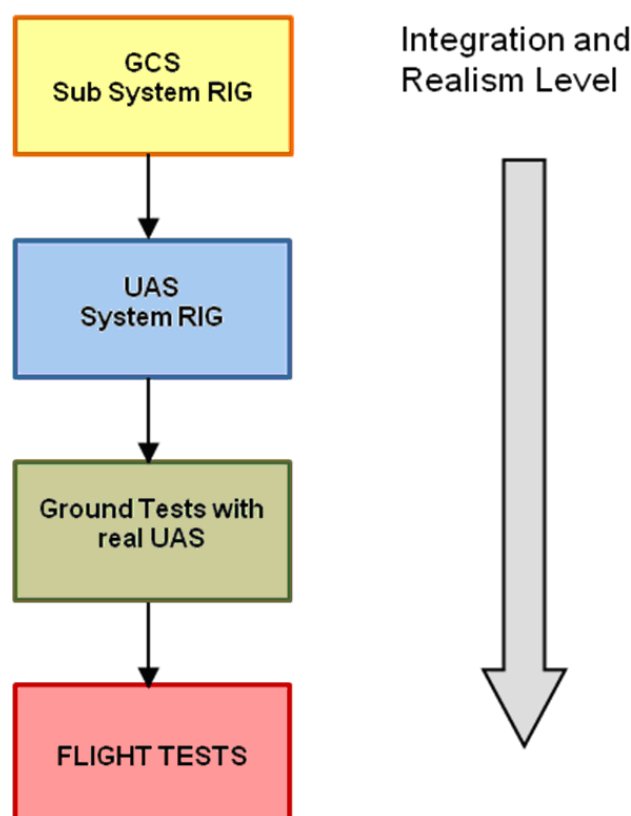 GCS
Sub System RIG
Integration and
Realism Level
UAS
System RIG
Ground Tests with
real UAS
FLIGHT TESTS